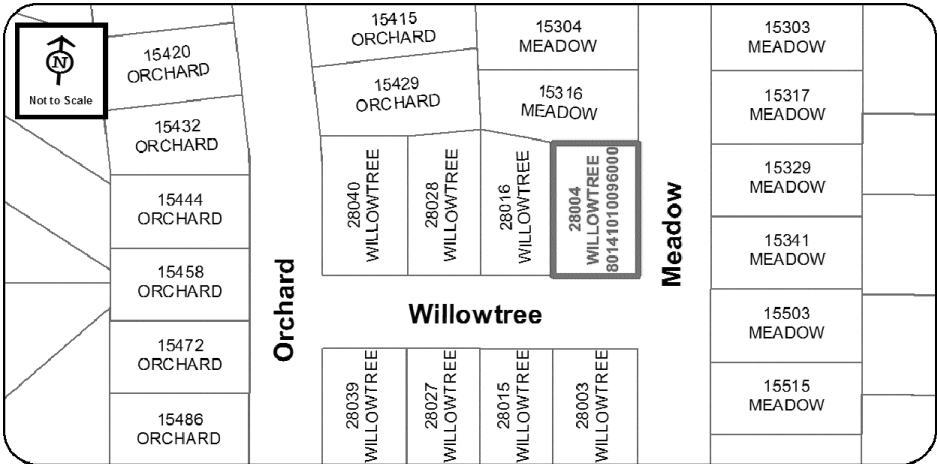 N
Not to Scale
15420
ORCHARD
15432
ORCHARD
15444
ORCHARD
15458
ORCHARD
15472
ORCHARD
15486
ORCHARD
Orchard
15415
ORCHARD
15429
ORCHARD
15304
MEADOW
15316
MEADOW
28040
WILLOWTREE
28028
WILLOWTREE
28016
WILLOWTREE
28004
WILLOWTREE
80141010096000
Willowtree
28039
WILLOWTREE
28027
WILLOWTREE
28015
WILLOWTREE
28003
WILLOWTREE
Meadow
15303
MEADOW
15317
MEADOW
15329
MEADOW
15341
MEADOW
15503
MEADOW
15515
MEADOW